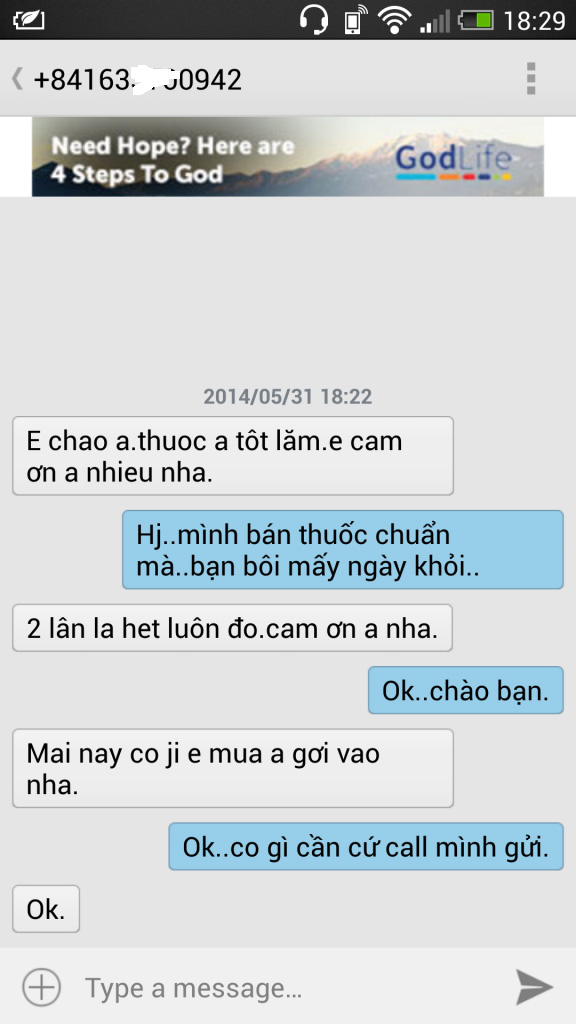 18:29
+84163 0942
Need Hope? Here are
4 Steps To God
GodLife
2014/05/31 18:22
E chao a.thuoc a tôt lăm.e cam
ơn a nhieu nha.
Hj..mình bán thuốc chuẩn
mà..bạn bôi mấy ngày khỏi..
2 lân la het luôn đo.cam ơn a nha.
Ok..chào bạn.
Mai nay co ji e mua a gơi vao
nha.
Ok..co gì cần cứ call mình gửi.
Ok.
Type a message...